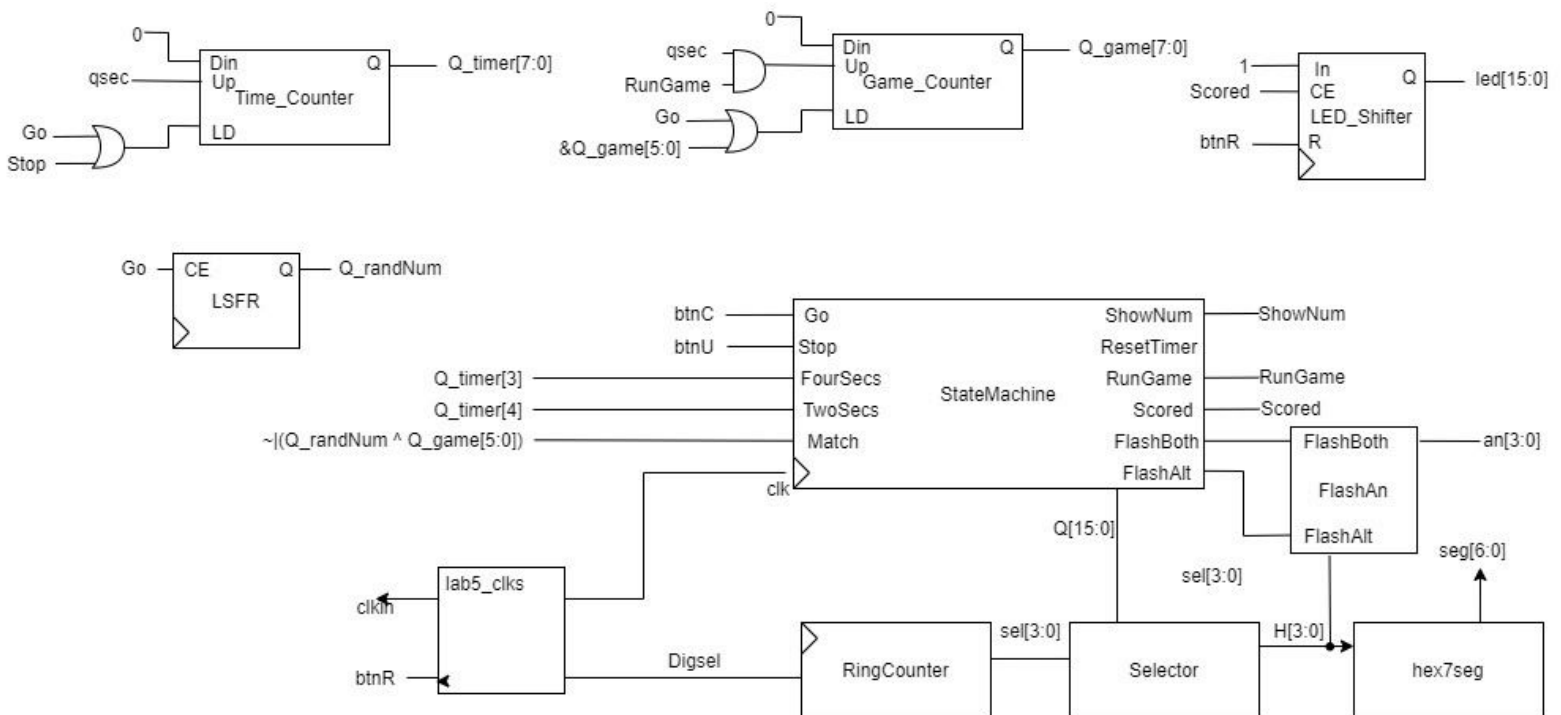 0
Din
Q
Q_timer[7:0]
qsec
Up
Time_Counter
Go
LD
Stop
0
Din
Q
Q_game[7:0]
qsec
Up
Game_Counter
RunGame
Go
LD
&Q_game[5:0]
1
In
Q
led[15:0]
Scored
CE
LED_Shifter
btnR
R
Go
CE
Q
Q_randNum
LSFR
btnC
Go
ShowNum
ShowNum
btnU
Stop
ResetTimer
Q_timer[3]
FourSecs
StateMachine
RunGame
RunGame
Q_timer[4]
TwoSecs
Scored
Scored
~|(Q_randNum ^ Q_game[5:0])
Match
FlashBoth
FlashAlt
clk
FlashBoth
an[3:0]
FlashAn
FlashAlt
Q[15:0]
sel[3:0]
seg[6:0]
lab5_clks
clkin
btnR
Digsel
RingCounter
sel[3:0]
Selector
H[3:0]
hex7seg